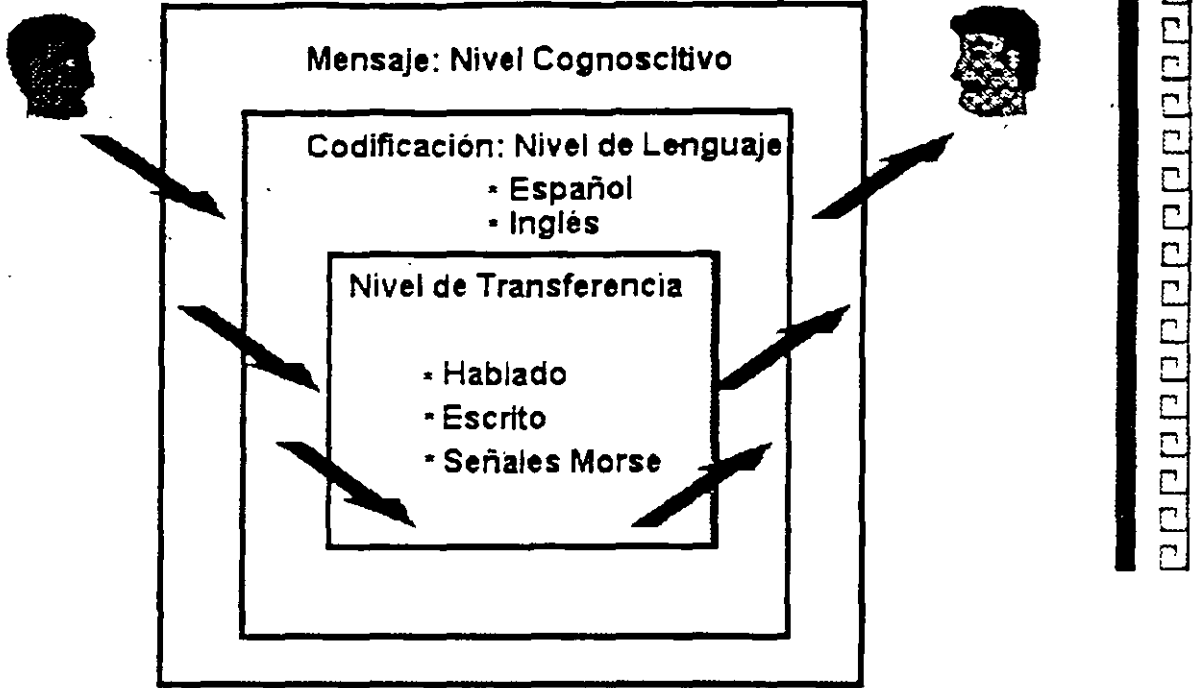 Mensaje: Nivel Cognoscitivo
Codificación: Nivel de Lenguaje
* Español
* Inglés
Nivel de Transferencia
* Hablado
* Escrito
* Señales Morse